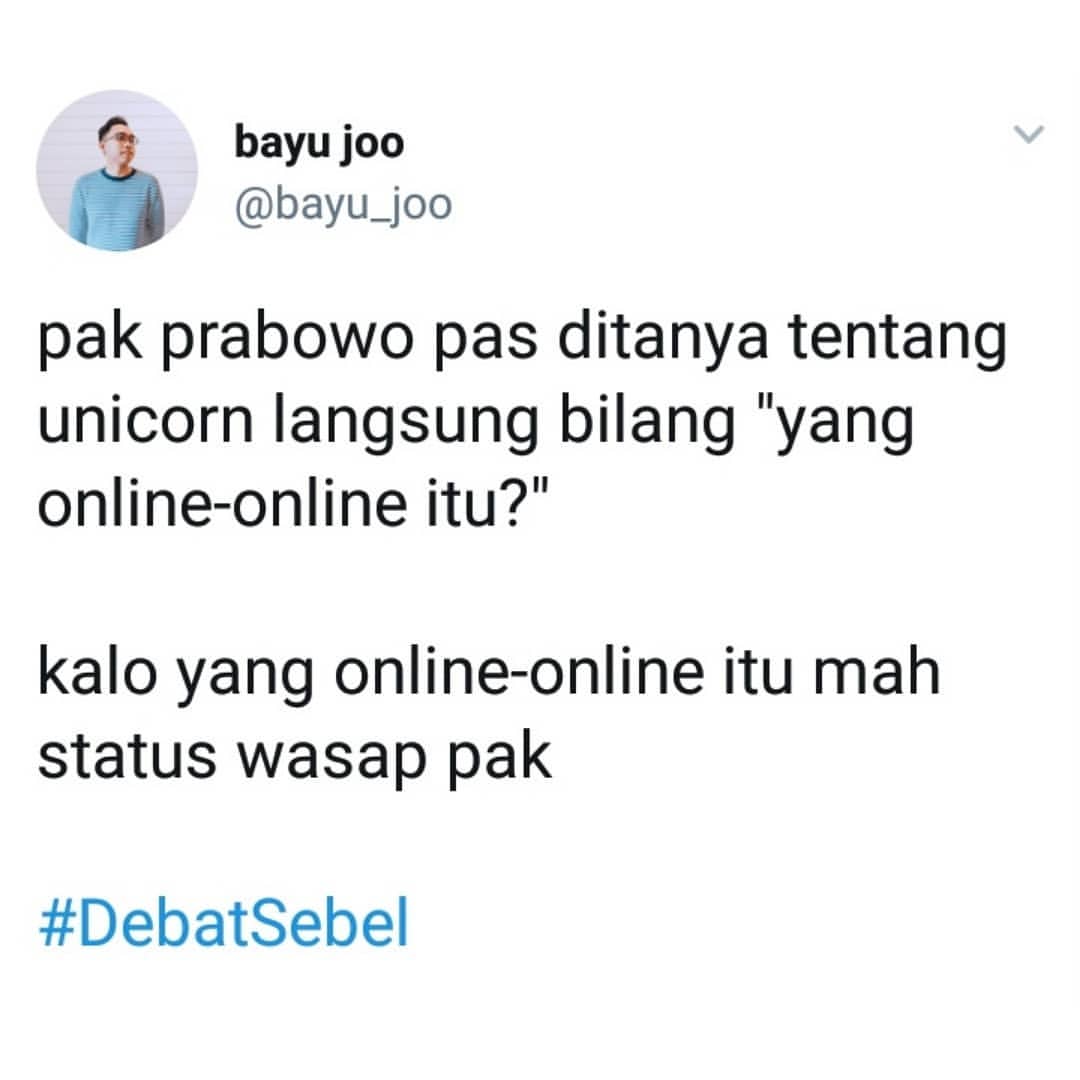 bayu joo
@bayu_joo
pak prabowo pas ditanya tentang
unicorn langsung bilang "yang
online-online itu?"
kalo yang online-online itu mah
status wasap pak
#DebatSebel